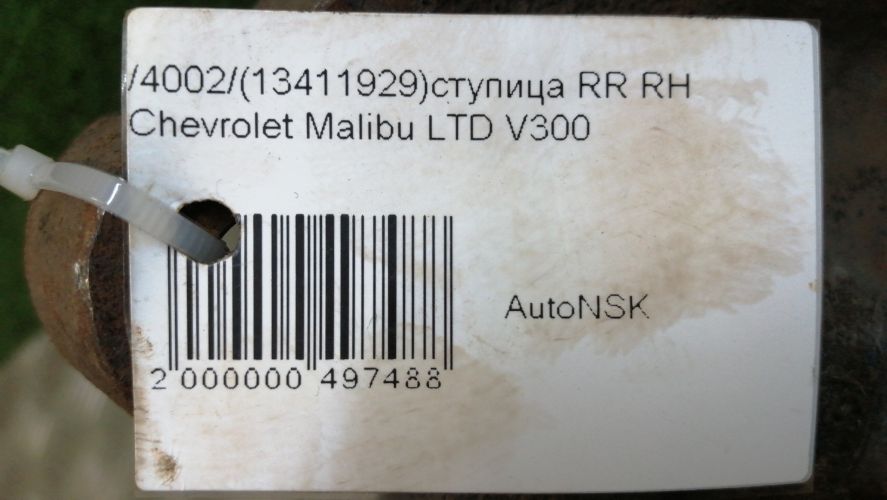 /4002/(13411929)ступица RR RH
Chevrolet Malibu LTD V300
AutoNSK
2 000000 497488